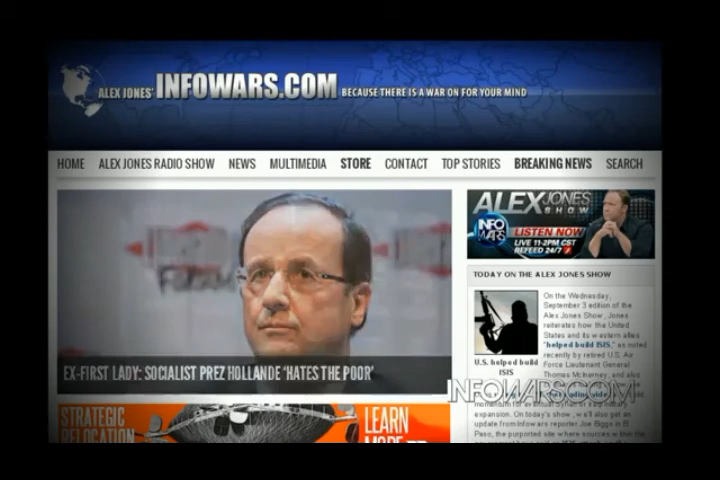 ALEX JONES' INFOWARS.COM BECAUSE THERE IS A WAR ON FOR YOUR MIND
HOME ALEX JONES RADIO SHOW NEWS MULTIMEDIA STORE CONTACT TOP STORIES BREAKING NEWS SEARCH
EX-FIRST LADY: SOCIALIST PREZ HOLLANDE 'HATES THE POOR'
STRATEGIC
RELOCATION
LEARN
ALEX JONES
SHOW
INFO
WARS
LISTEN NOW
LIVE 11-2PM CST
REFEED 24/7
TODAY ON THE ALEX JONES SHOW
U.S. helped build
ISIS
On the Wednesday,
September 3 edition of the
Alex Jones Show, Jones
reiterates how the United
States and its western allies
"helped build ISIS," as noted
recently by retired U.S. Air
Force Lieutenant General
Thomas McInerney, and also
expansion. On today's show, we'll also get an
update from Infowars reporter Joe Biggs in El
Paso, the purported site where sources within the
INFOWARS.COM